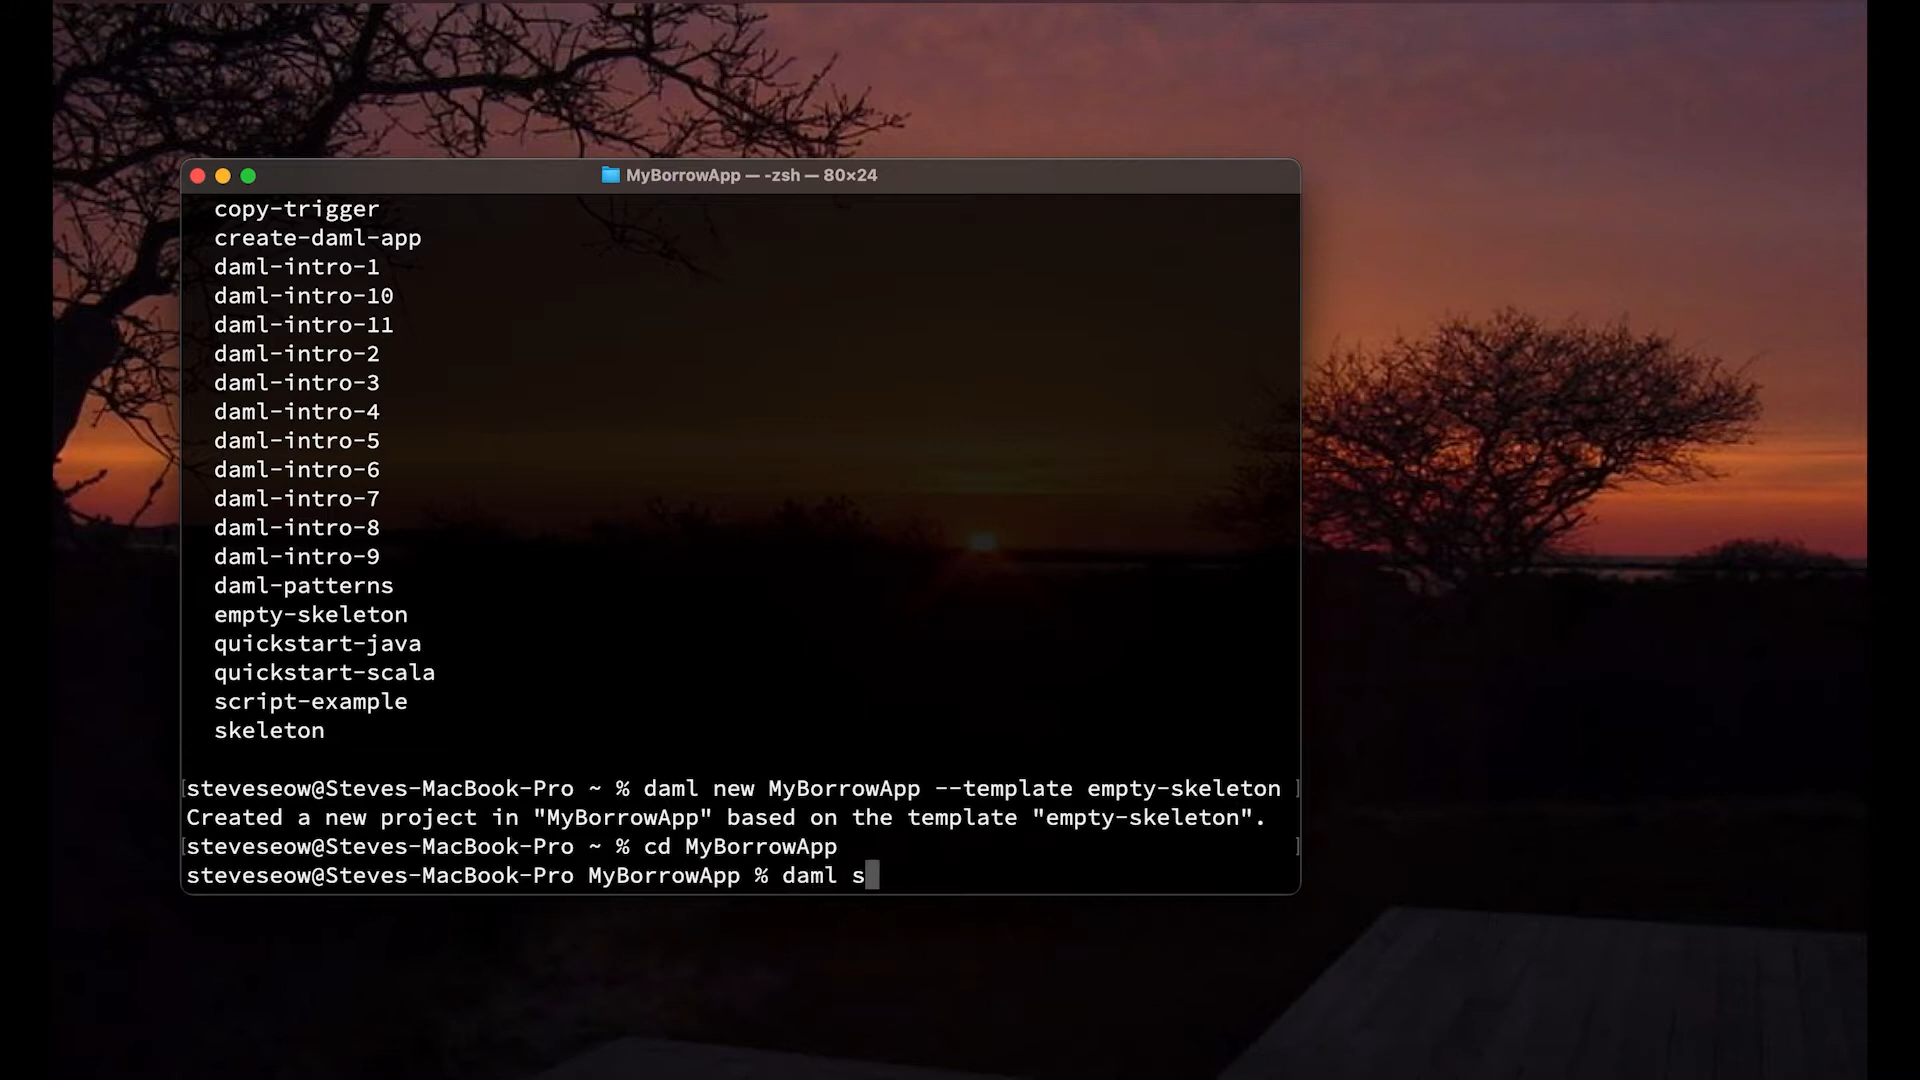 MyBorrowApp — -zsh — 80×24
copy-trigger
create-daml-app
daml-intro-1
daml-intro-10
daml-intro-11
daml-intro-2
daml-intro-3
daml-intro-4
daml-intro-5
daml-intro-6
daml-intro-7
daml-intro-8
daml-intro-9
daml-patterns
empty-skeleton
quickstart-java
quickstart-scala
script-example
skeleton
[steveseow@Steves-MacBook-Pro ~ % daml new MyBorrowApp --template empty-skeleton ]
Created a new project in "MyBorrowApp" based on the template "empty-skeleton".
[steveseow@Steves-MacBook-Pro ~ % cd MyBorrowApp ]
steveseow@Steves-MacBook-Pro MyBorrowApp % daml s